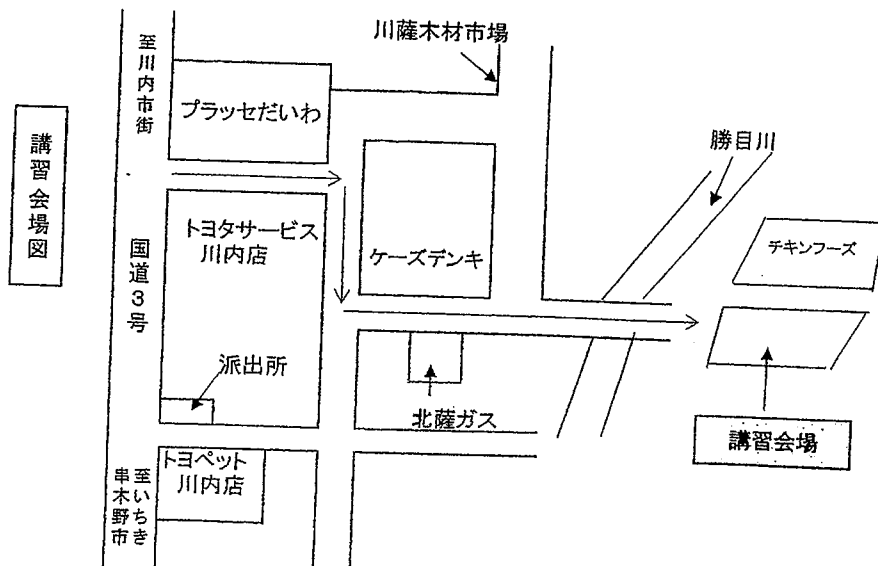 講習会場図
至川内市街
国道3号
至いちき
串木野市
川薩木材市場
プラッセだいわ
勝目川
トヨタサービス
川内店
ケーズデンキ
チキンフーズ
派出所
北薩ガス
講習会場
トヨペット
川内店